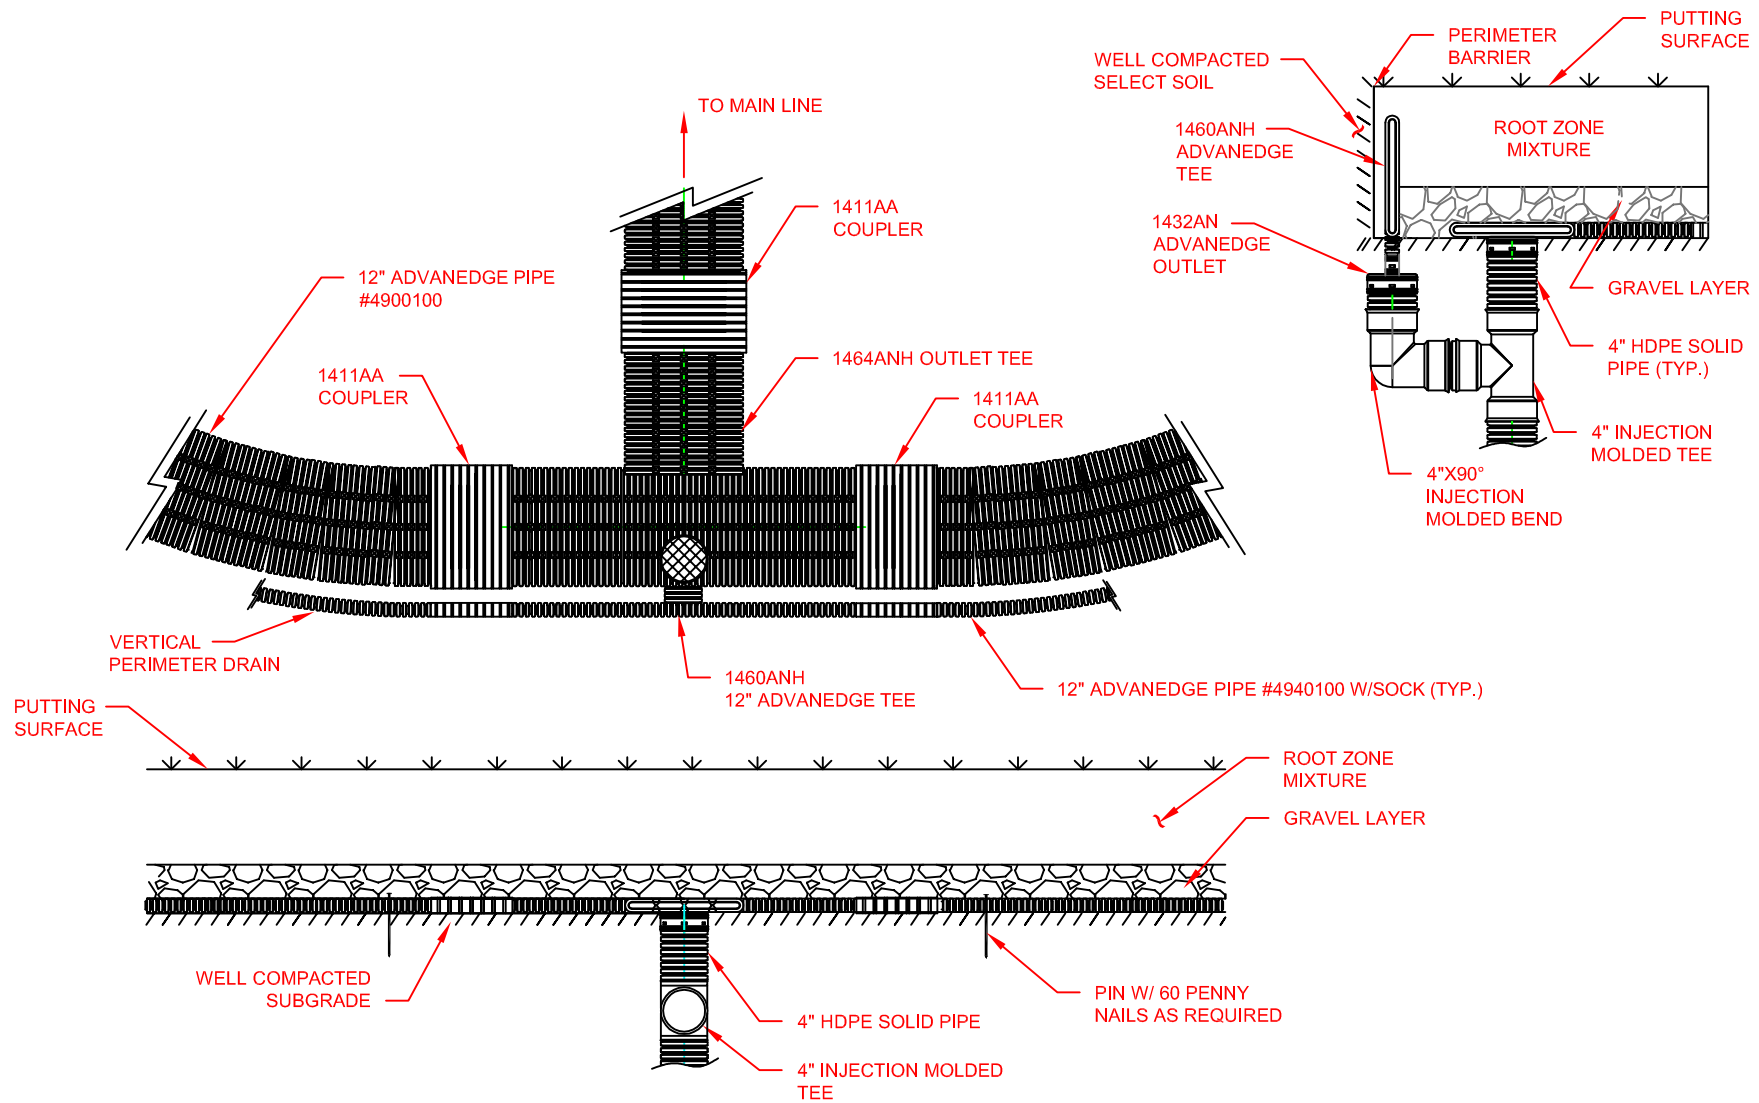 PUTTING
SURFACE
PERIMETER
BARRIER
WELL COMPACTED
SELECT SOIL
TO MAIN LINE
1460ANH
ADVANEDGE
TEE
ROOT ZONE
MIXTURE
1411AA
COUPLER
1432AN
ADVANEDGE
OUTLET
12" ADVANEDGE PIPE
#4900100
GRAVEL LAYER
1464ANH OUTLET TEE
4" HDPE SOLID
PIPE (TYP.)
1411AA
COUPLER
1411AA
COUPLER
4" INJECTION
MOLDED TEE
4"X90°
INJECTION
MOLDED BEND
VERTICAL
PERIMETER DRAIN
1460ANH
12" ADVANEDGE TEE
12" ADVANEDGE PIPE #4940100 W/SOCK (TYP.)
PUTTING
SURFACE
ROOT ZONE
MIXTURE
GRAVEL LAYER
WELL COMPACTED
SUBGRADE
PIN W/ 60 PENNY
NAILS AS REQUIRED
4" HDPE SOLID PIPE
4" INJECTION MOLDED
TEE